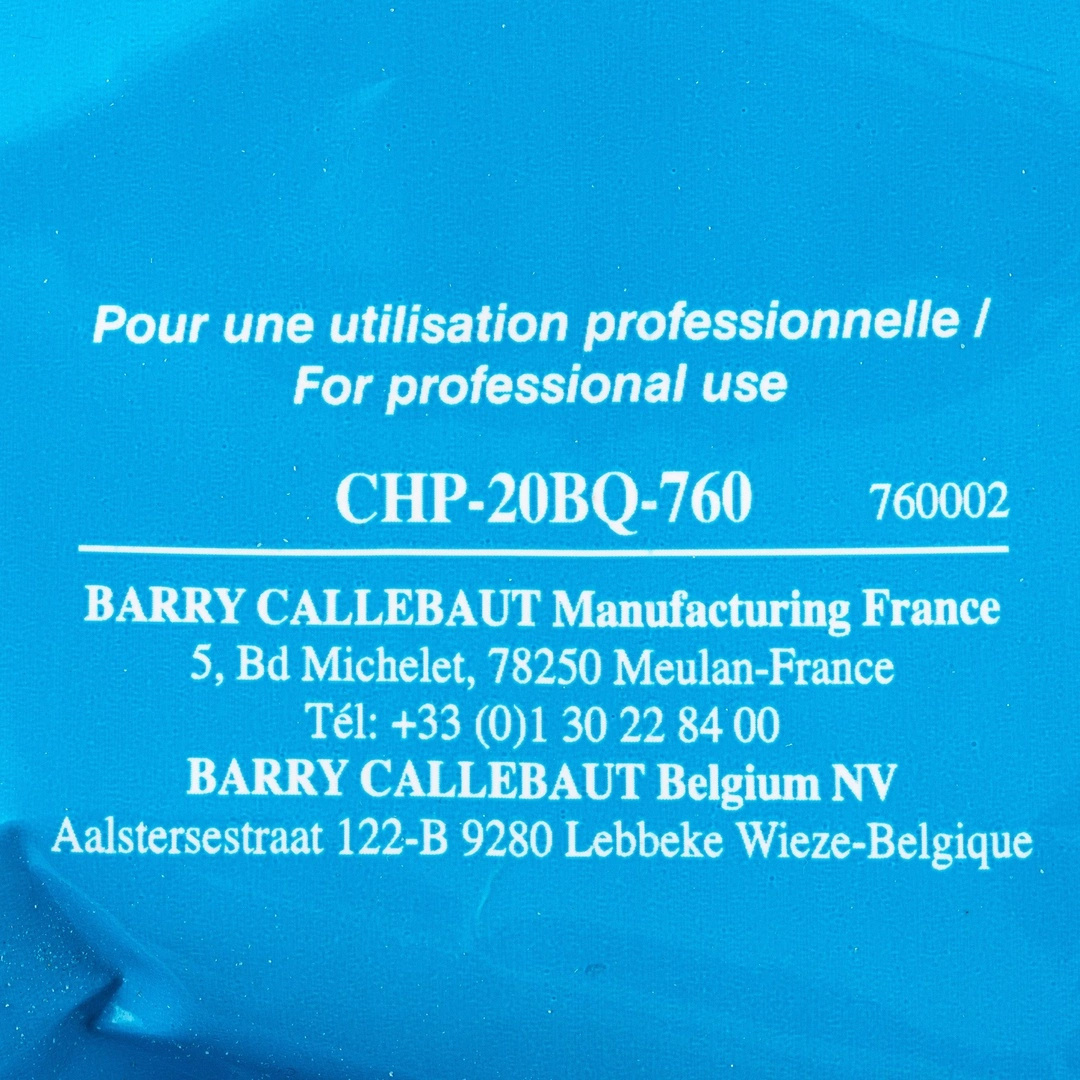 Pour une utilisation professionnelle /
For professional use
CHP-20BQ-760 760002
BARRY CALLEBAUT Manufacturing France
5, Bd Michelet, 78250 Meulan-France
Tél: +33 (0)1 30 22 84 00
BARRY CALLEBAUT Belgium NV
Aalstersestraat 122-B 9280 Lebbeke Wieze-Belgique